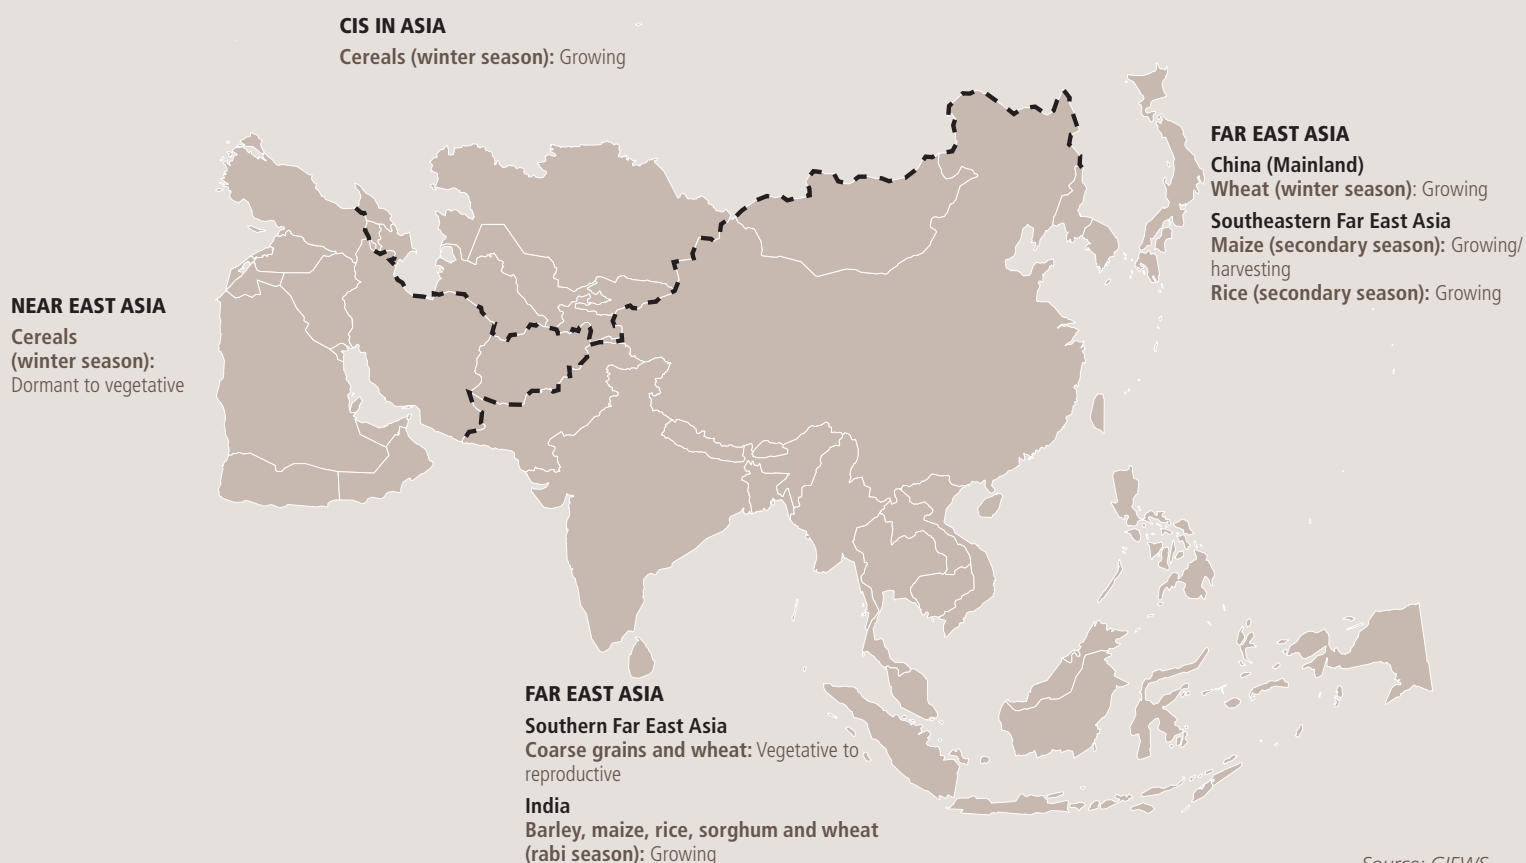 CIS IN ASIA
Cereals (winter season): Growing
FAR EAST ASIA
China (Mainland)
Wheat (winter season): Growing
Southeastern Far East Asia
Maize (secondary season): Growing/
harvesting
Rice (secondary season): Growing
NEAR EAST ASIA
Cereals
(winter season):
Dormant to vegetative
FAR EAST ASIA
Southern Far East Asia
Coarse grains and wheat: Vegetative to
reproductive
India
Barley, maize, rice, sorghum and wheat
(rabi season): Growing
Source: GIEWS